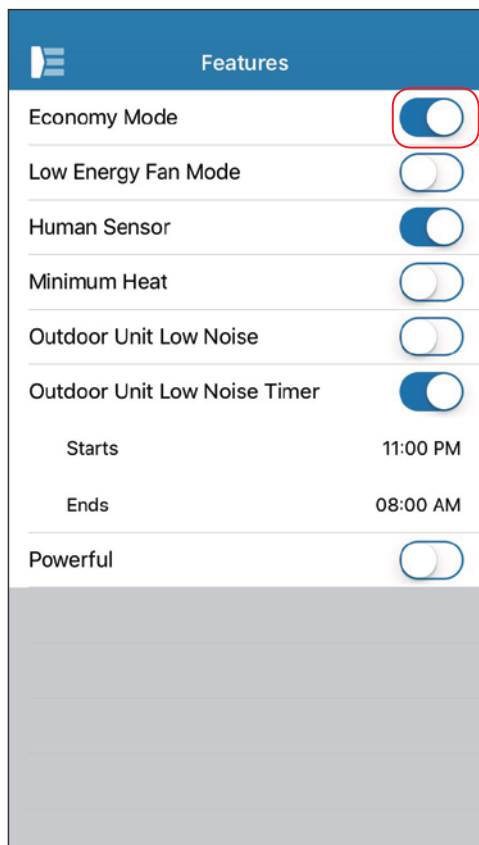 Features
Economy Mode
Low Energy Fan Mode
Human Sensor
Minimum Heat
Outdoor Unit Low Noise
Outdoor Unit Low Noise Timer
Starts 11:00 PM
Ends 08:00 AM
Powerful